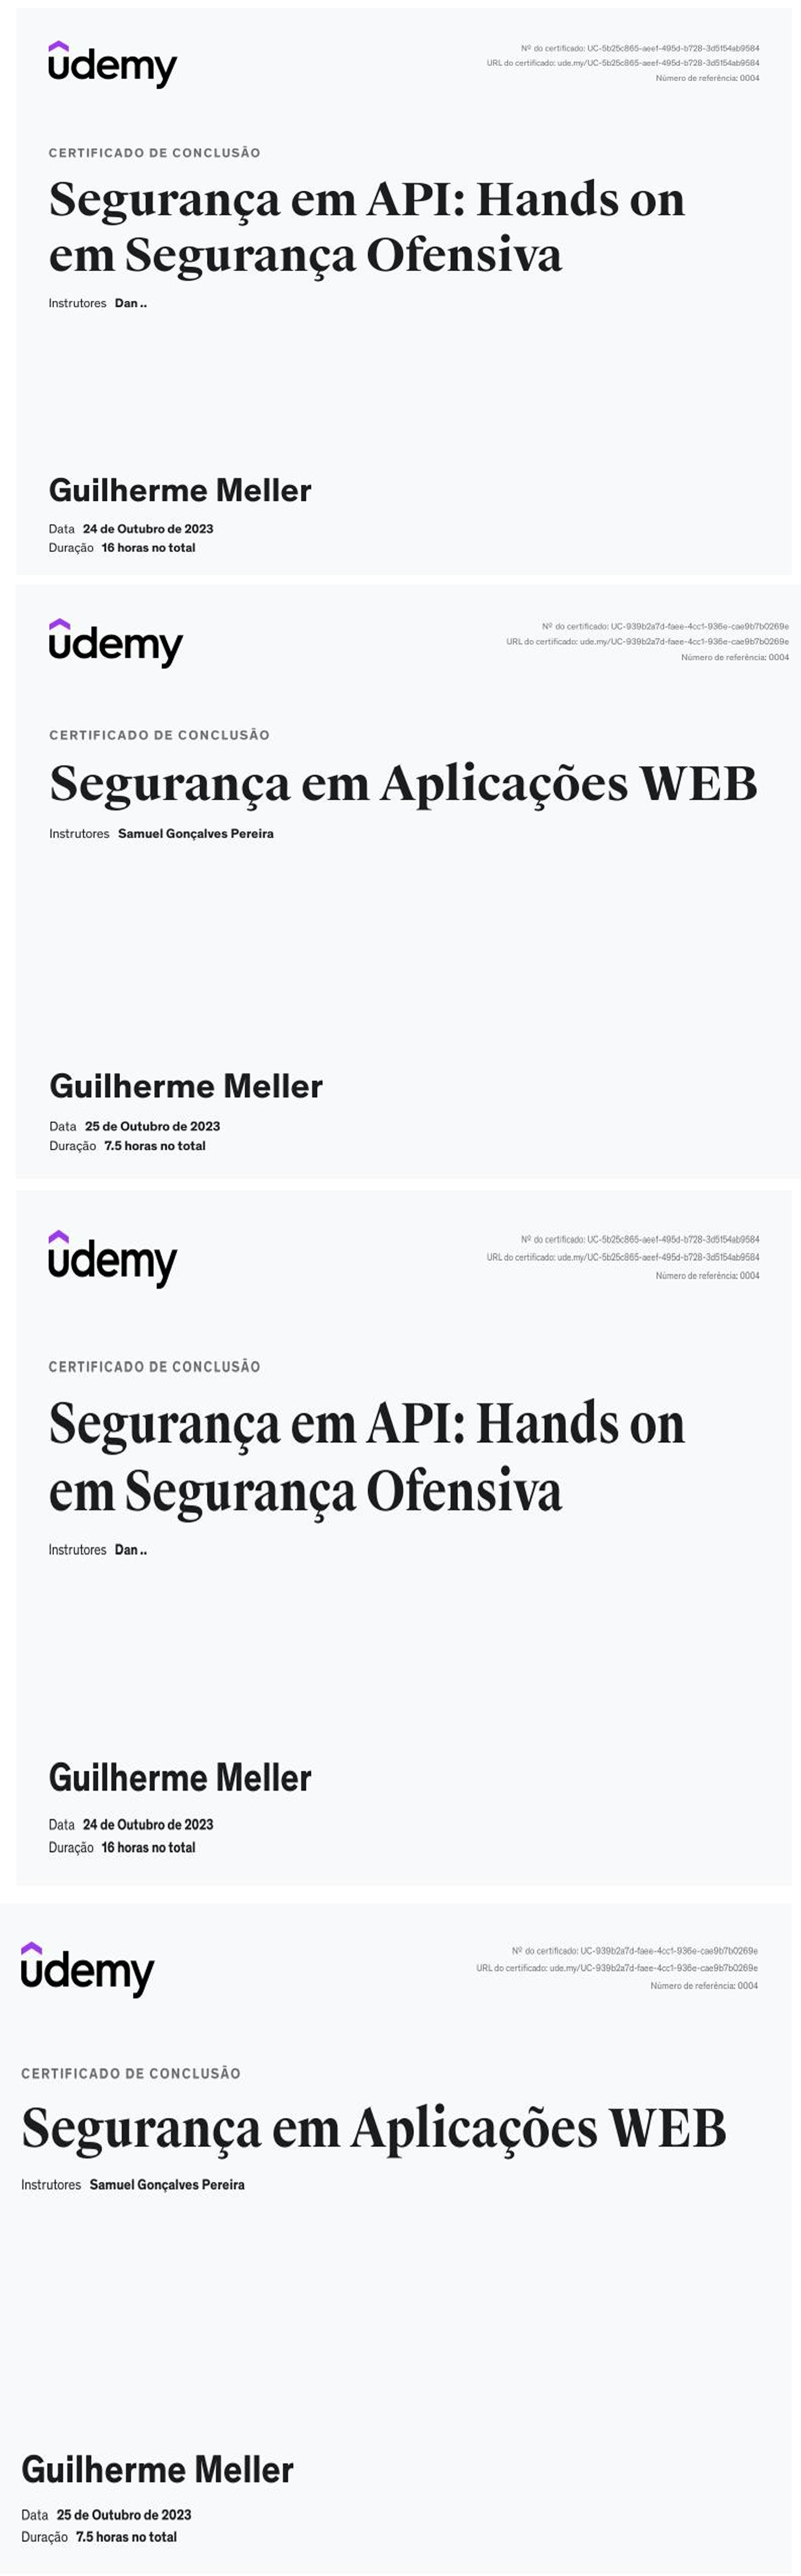 udemy
Nº do certificado: UC-5b25c865-aeef-495d-b728-3d5154ab9584
URL do certificado: ude.my/UC-5b25c865-aeef-495d-b728-3d5154ab9584
Número de referência: 0004
CERTIFICADO DE CONCLUSÃO
Segurança em API: Hands on
em Segurança Ofensiva
Instrutores Dan ..
Guilherme Meller
Data 24 de Outubro de 2023
Duração 16 horas no total
udemy
Nº do certificado: UC-939b2a7d-faee-4cc1-936e-cae9b7b0269e
URL do certificado: ude.my/UC-939b2a7d-faee-4cc1-936e-cae9b7b0269e
Número de referência: 0004
CERTIFICADO DE CONCLUSÃO
Segurança em Aplicações WEB
Instrutores Samuel Gonçalves Pereira
Guilherme Meller
Data 25 de Outubro de 2023
Duração 7.5 horas no total
udemy
Nº do certificado: UC-5b25c865-aeef-495d-b728-3d5154ab9584
URL do certificado: ude.my/UC-5b25c865-aeef-495d-b728-3d5154ab9584
Número de referência: 0004
CERTIFICADO DE CONCLUSÃO
Segurança em API: Hands on
em Segurança Ofensiva
Instrutores Dan ..
Guilherme Meller
Data 24 de Outubro de 2023
Duração 16 horas no total
udemy
Nº do certificado: UC-939b2a7d-faee-4cc1-936e-cae9b7b0269e
URL do certificado: ude.my/UC-939b2a7d-faee-4cc1-936e-cae9b7b0269e
Número de referência: 0004
CERTIFICADO DE CONCLUSÃO
Segurança em Aplicações WEB
Instrutores Samuel Gonçalves Pereira
Guilherme Meller
Data 25 de Outubro de 2023
Duração 7.5 horas no total